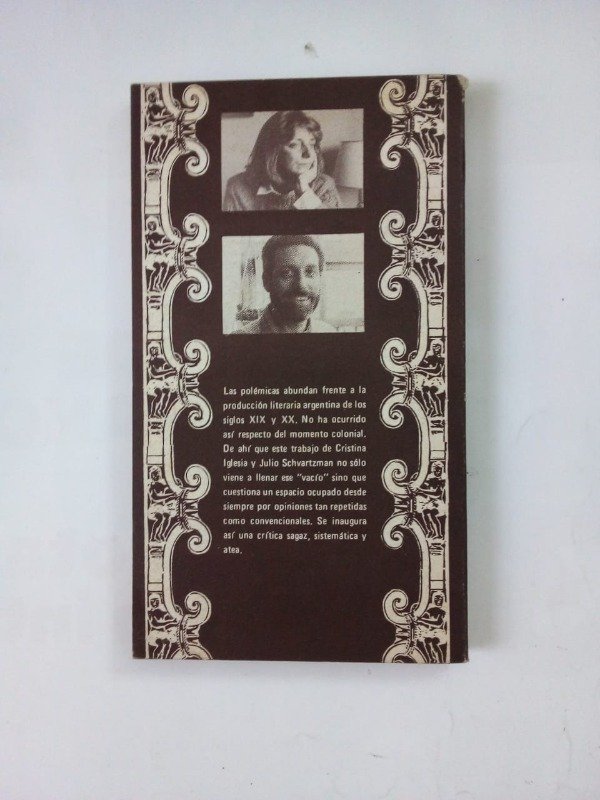 Las polémicas abundan frente a la
producción literaria argentina de los
siglos XIX y XX. No ha ocurrido
así respecto del momento colonial.
De ahí que este trabajo de Cristina
Iglesia y Julio Schvartzman no sólo
viene a llenar ese "vacío" sino que
cuestiona un espacio ocupado desde
siempre por opiniones tan repetidas
como convencionales. Se inaugura
así una crítica sagaz, sistemática y
atea.